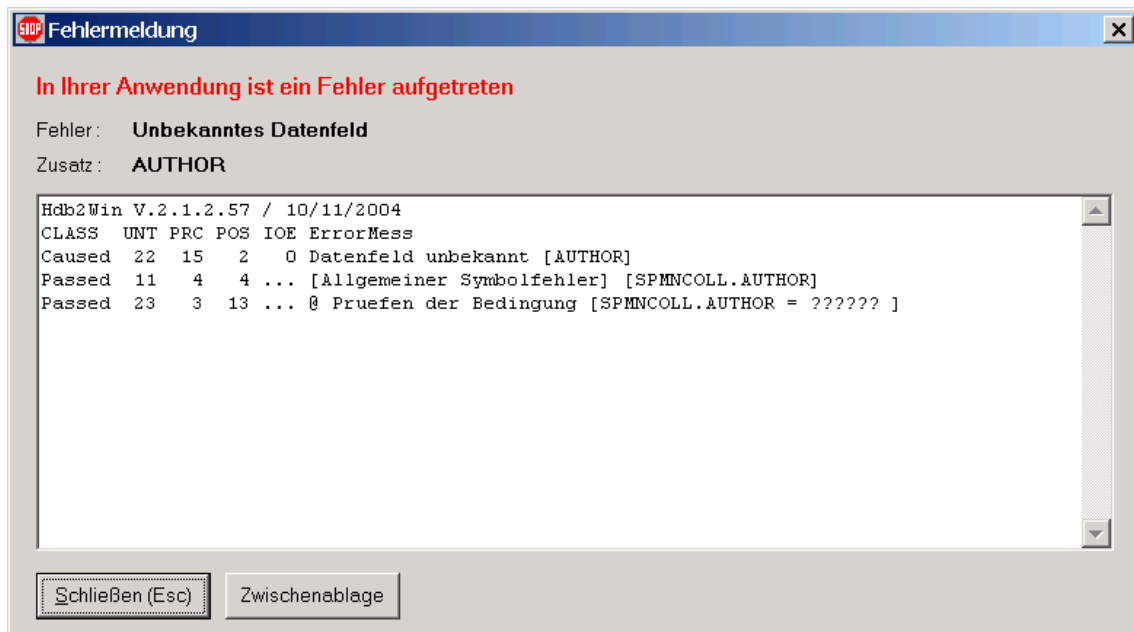 STOP Fehlermeldung
In Ihrer Anwendung ist ein Fehler aufgetreten
Fehler: Unbekanntes Datenfeld
Zusatz: AUTHOR
Hdb2Win V.2.1.2.57 / 10/11/2004
CLASS UNT PRC POS IOE ErrorMess
Caused 22 15 2 0 Datenfeld unbekannt [AUTHOR]
Passed 11 4 4 ... [Allgemeiner Symbolfehler] [SPMNCOLL.AUTHOR]
Passed 23 3 13 ... @ Pruefen der Bedingung [SPMNCOLL.AUTHOR = ?????? ]
Schließen (Esc) Zwischenablage